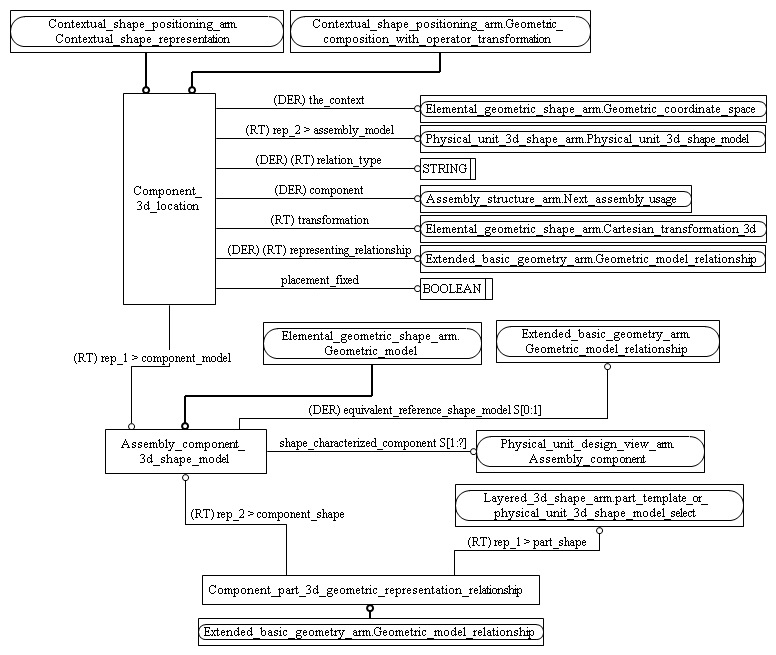 Contextual_shape_positioning_arm.
Contextual_shape_representation
Contextual_shape_positioning_arm.Geometric_
composition_with_operator_transformation
(DER) the_context
Elemental_geometric_shape_arm.Geometric_coordinate_space
(RT) rep_2 > assembly_model
Physical_unit_3d_shape_arm.Physical_unit_3d_shape_model
(DER) (RT) relation_type
STRING
Component_
3d_location
(DER) component
Assembly_structure_arm.Next_assembly_usage
(RT) transformation
Elemental_geometric_shape_arm.Cartesian_transformation_3d
(DER) (RT) representing_relationship
Extended_basic_geometry_arm.Geometric_model_relationship
placement_fixed
BOOLEAN
(RT) rep_1 > component_model
Elemental_geometric_shape_arm.
Geometric_model
Extended_basic_geometry_arm.
Geometric_model_relationship
(DER) equivalent_reference_shape_model S[0:1]
Assembly_component_
3d_shape_model
shape_characterized_component S[1:?]
Physical_unit_design_view_arm.
Assembly_component
(RT) rep_2 > component_shape
Layered_3d_shape_arm.part_template_or_
physical_unit_3d_shape_model_select
(RT) rep_1 > part_shape
Component_part_3d_geometric_representation_relationship
Extended_basic_geometry_arm.Geometric_model_relationship